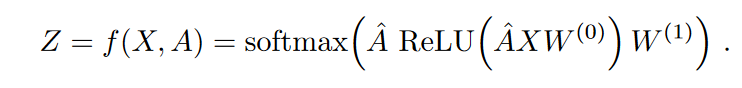 Z = f(X, A) = softmax(Â ReLU(ÂXW⁽⁰⁾) W⁽¹⁾) .